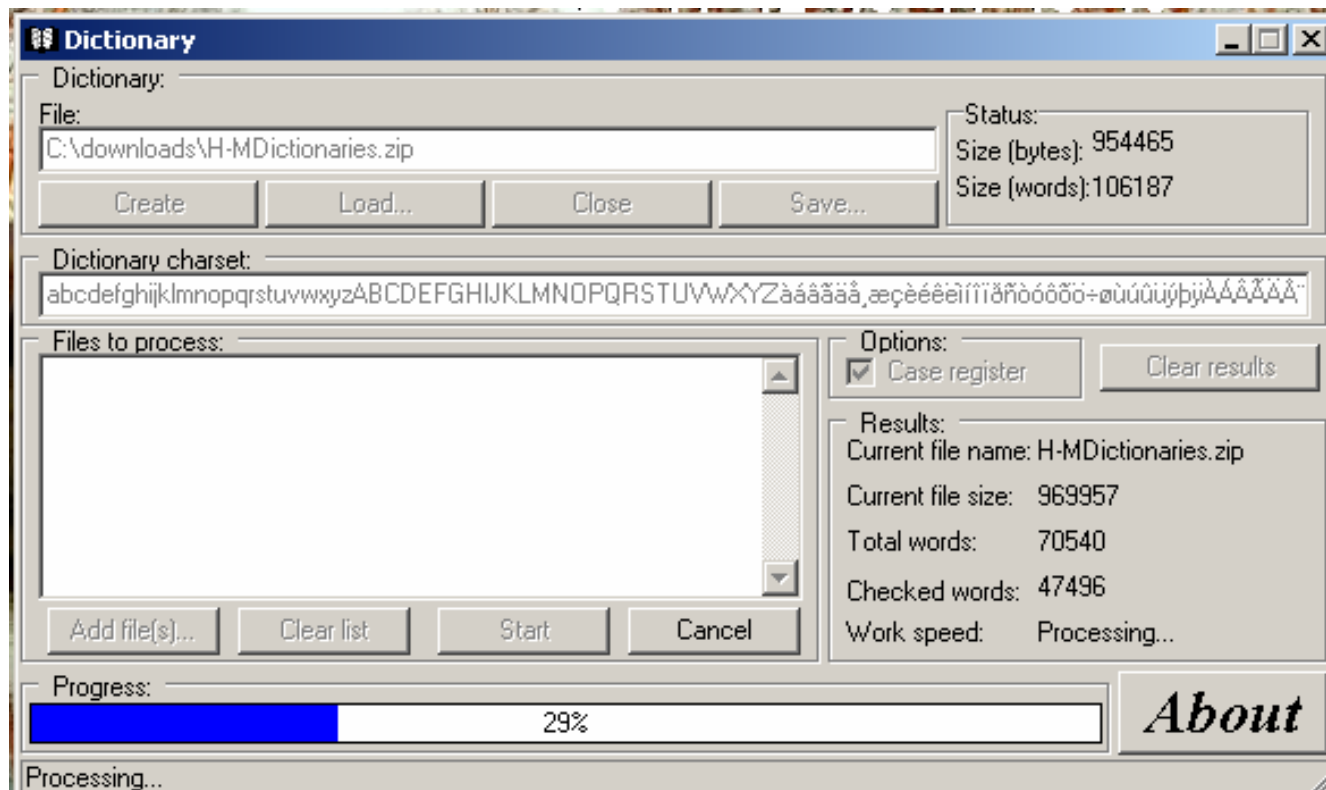 Dictionary
Dictionary:
File:
C:\downloads\H-MDictionaries.zip
Create Load... Close Save...
Status:
Size (bytes): 954465
Size (words):106187
Dictionary charset:
abcdefghijklmnopqrstuvwxyzABCDEFGHIJKLMNOPQRSTUVWXYZàáâãäå¸æçèéêëìíîïðñòóôõö÷øùúûüýþÿÀÁÂÃÄÅ¨
Files to process:
Add file(s)... Clear list Start Cancel
Options:
Case register
Clear results
Results:
Current file name: H-MDictionaries.zip
Current file size: 969957
Total words: 70540
Checked words: 47496
Work speed: Processing...
Progress:
29%
About
Processing...